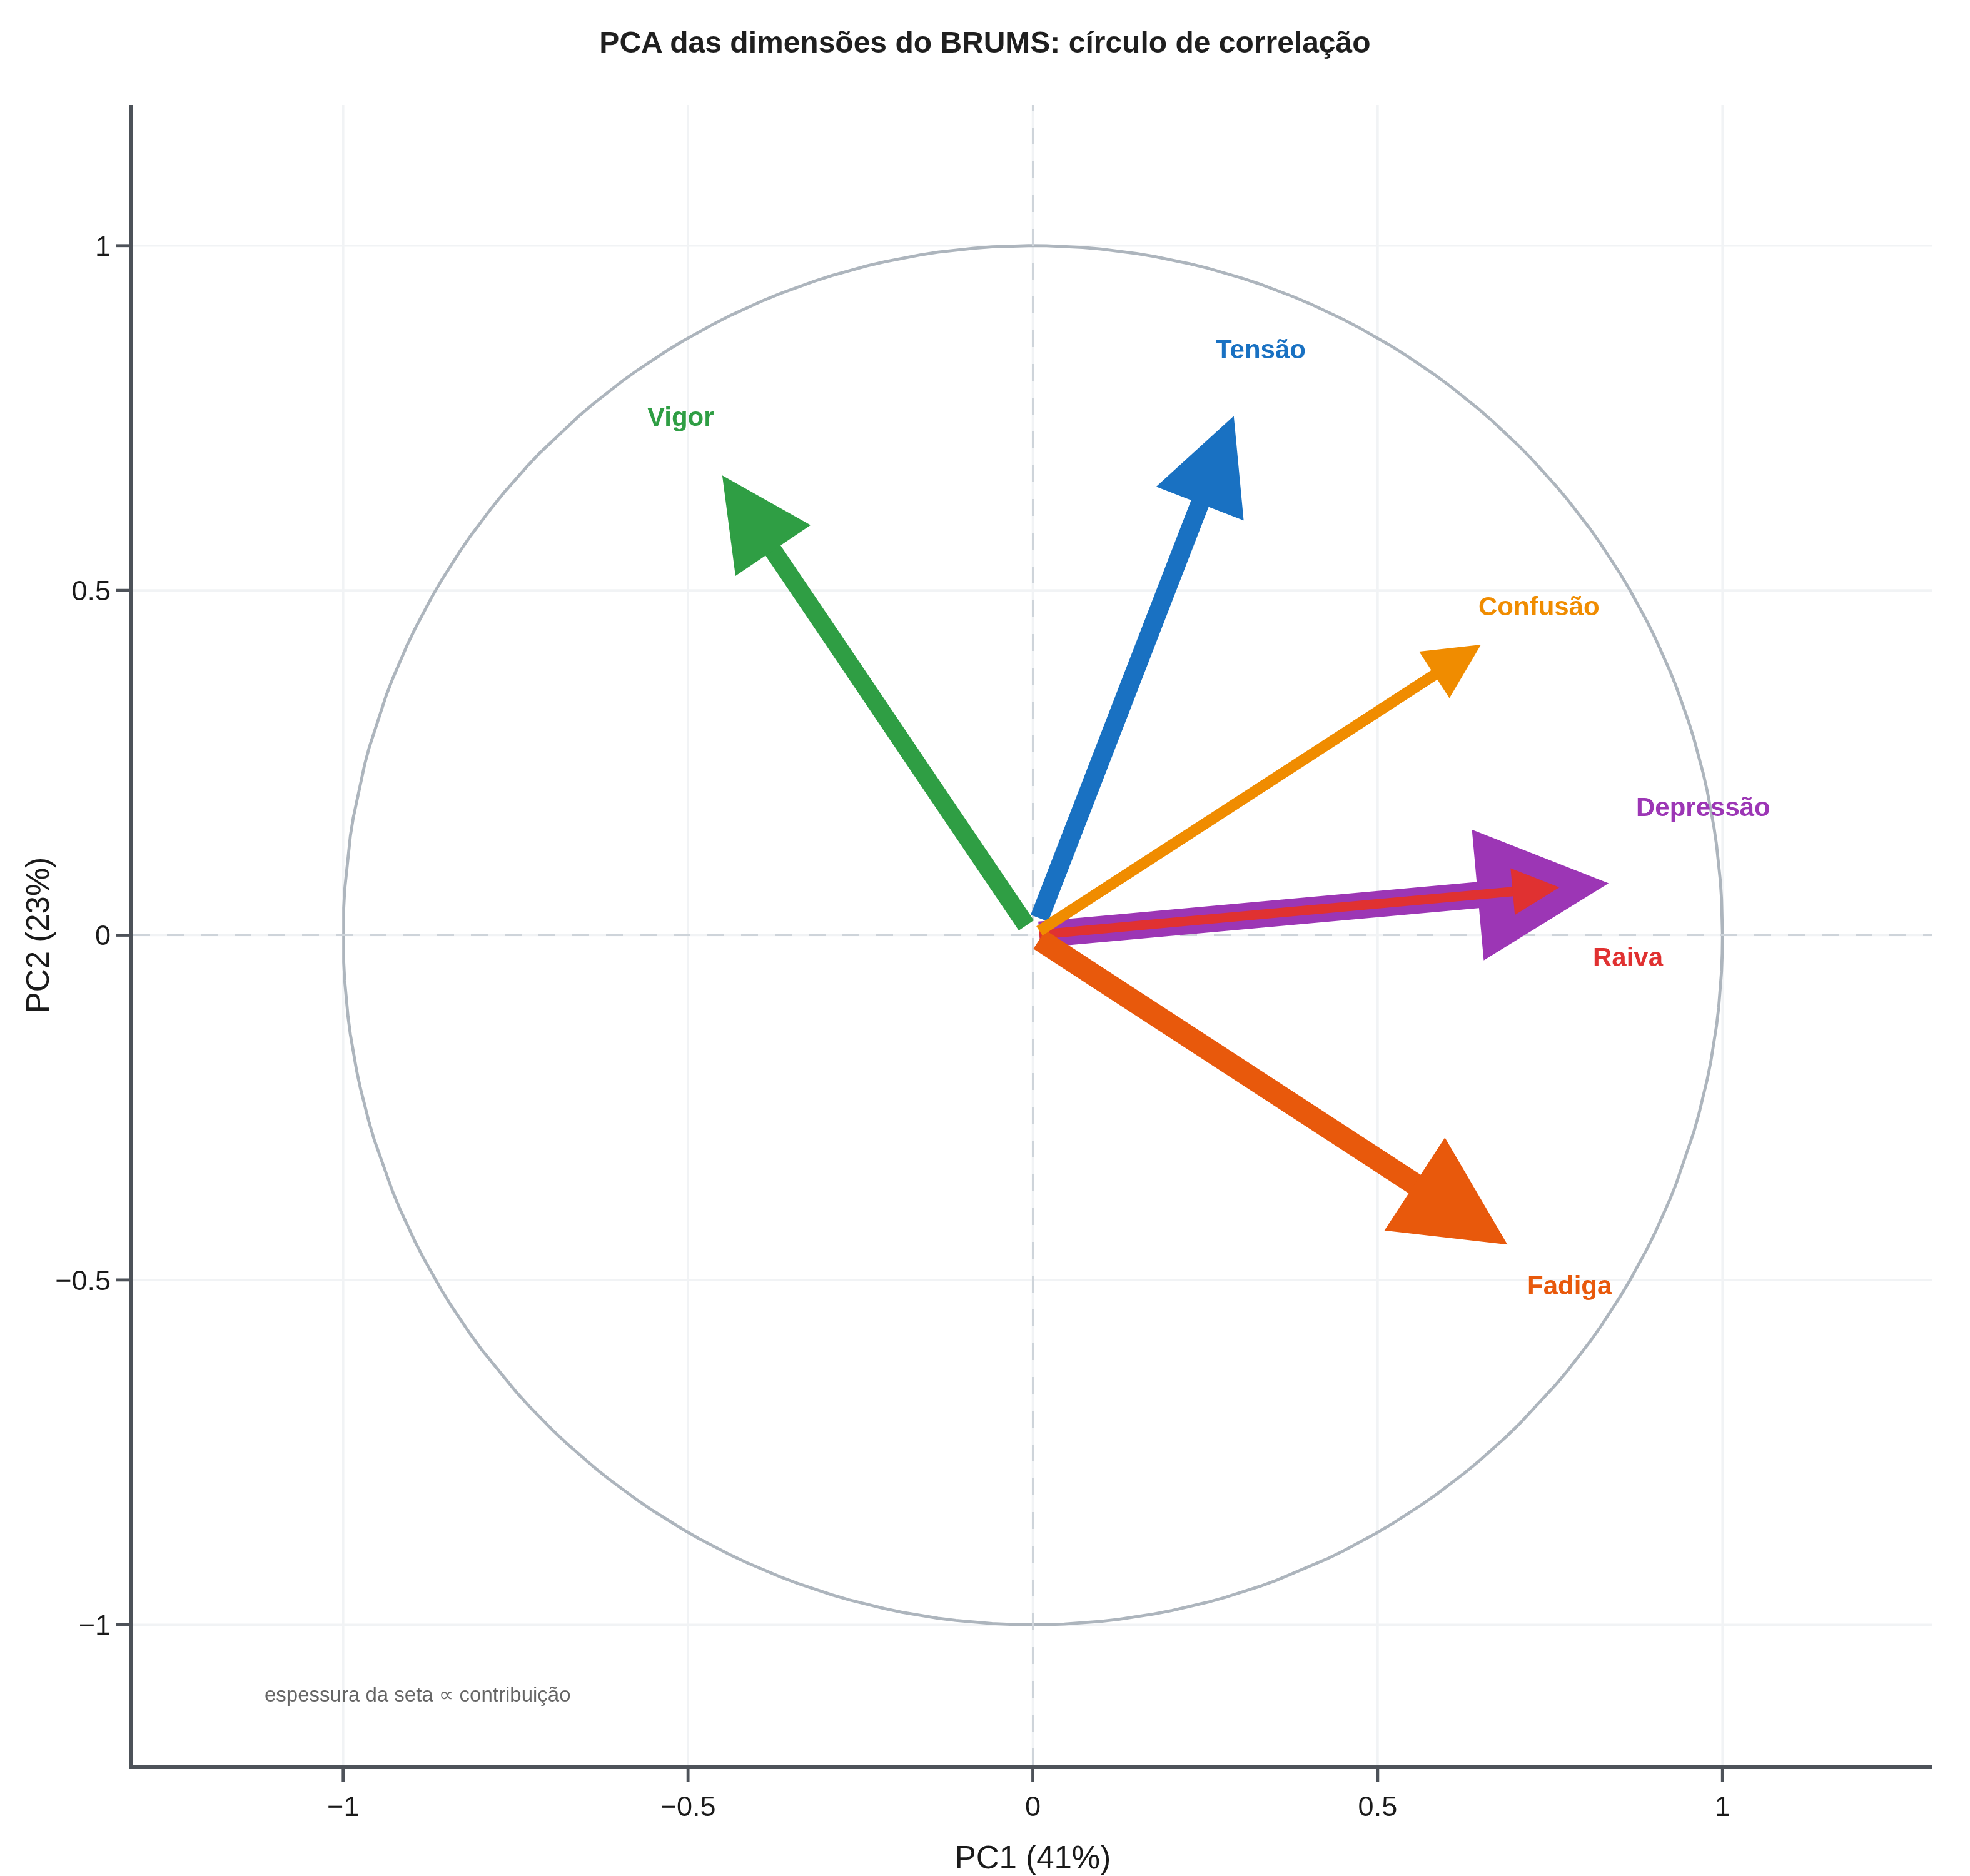 PCA das dimensões do BRUMS: círculo de correlação
1
0.5
0
−0.5
−1
PC2 (23%)
Tensão
Vigor
Confusão
Depressão
Raiva
Fadiga
espessura da seta ∝ contribuição
−1
−0.5
0
0.5
1
PC1 (41%)